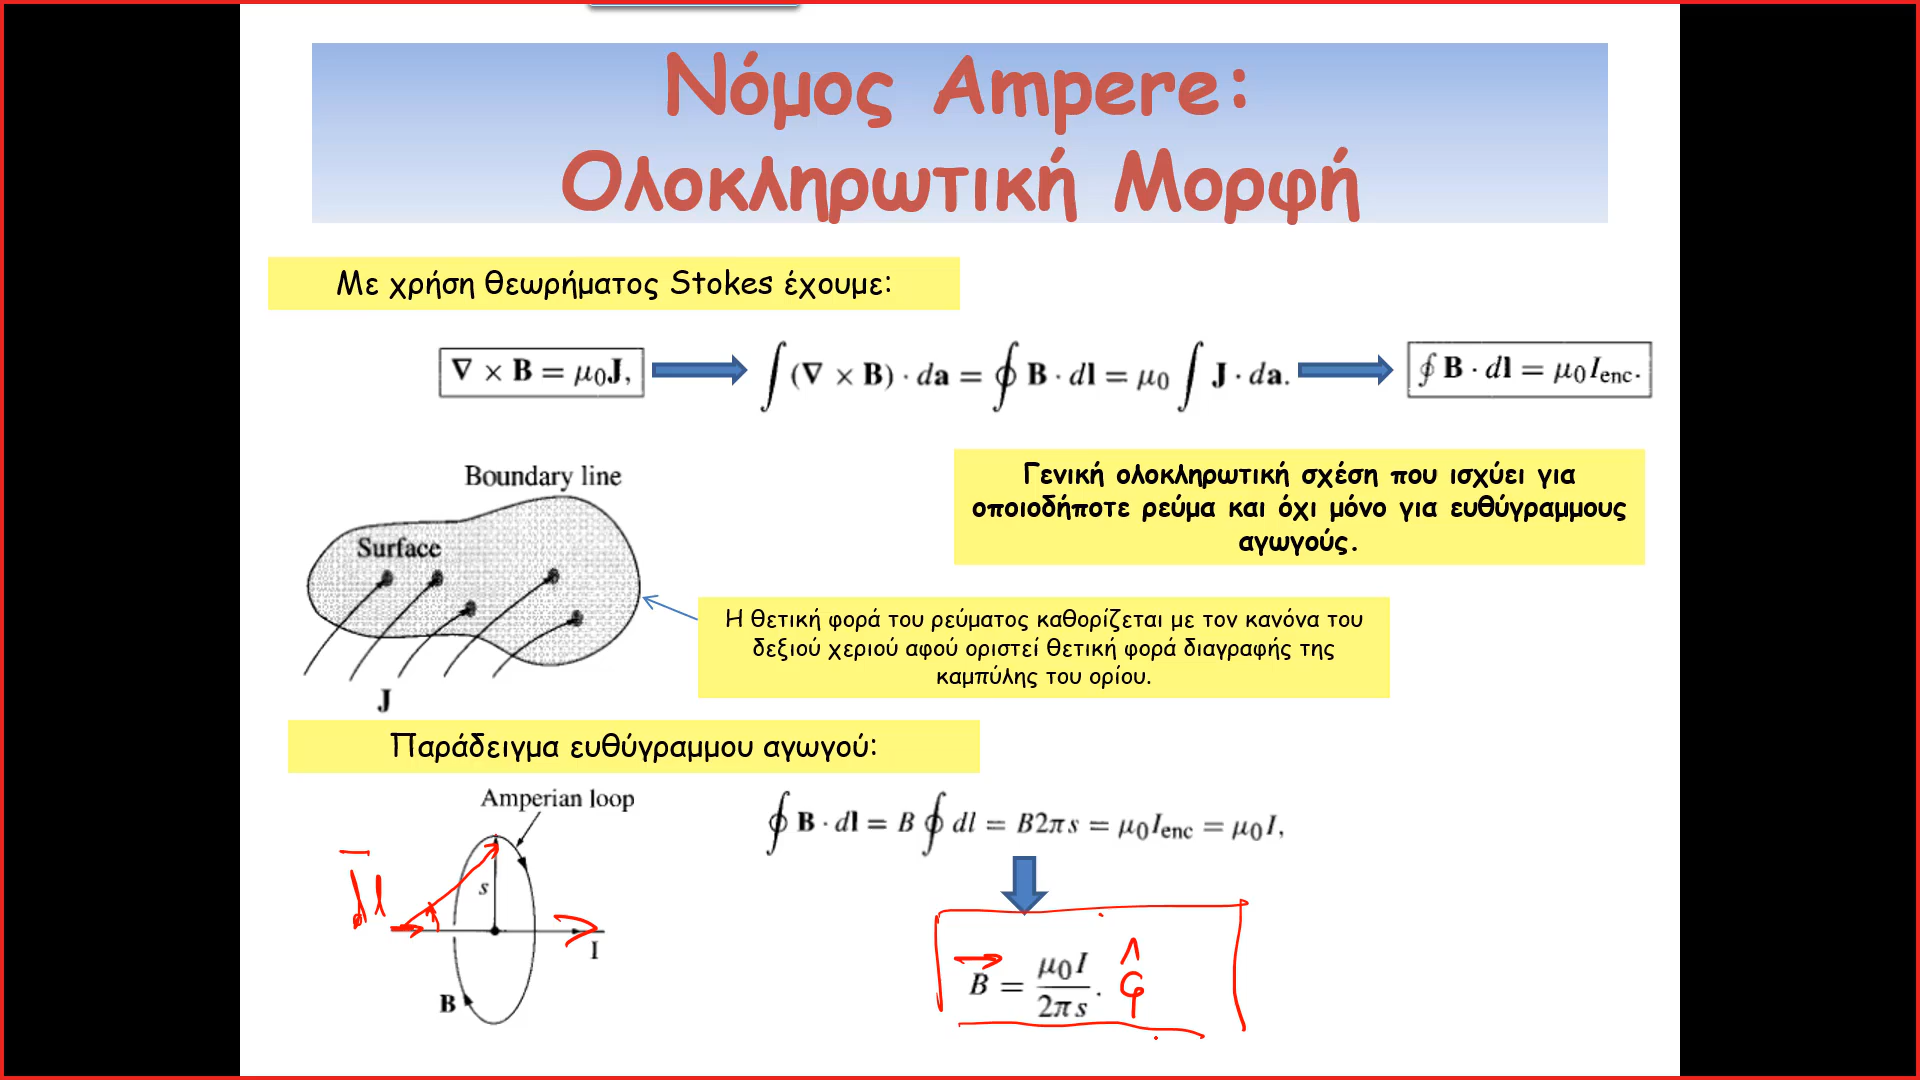 Νόμος Ampere:
Ολοκληρωτική Μορφή
Με χρήση θεωρήματος Stokes έχουμε:
∇ × B = μ₀J, ∫(∇ × B) · da = ∮ B · dl = μ₀ ∫ J · da. ∮ B · dl = μ₀I_enc.
Boundary line
Surface
J
Γενική ολοκληρωτική σχέση που ισχύει για
οποιοδήποτε ρεύμα και όχι μόνο για ευθύγραμμους
αγωγούς.
Η θετική φορά του ρεύματος καθορίζεται με τον κανόνα του
δεξιού χεριού αφού οριστεί θετική φορά διαγραφής της
καμπύλης του ορίου.
Παράδειγμα ευθύγραμμου αγωγού:
Amperian loop
s
dl
I
B
∮ B · dl = B ∮ dl = B2πs = μ₀I_enc = μ₀I,
B = μ₀I / 2πs . φ̂